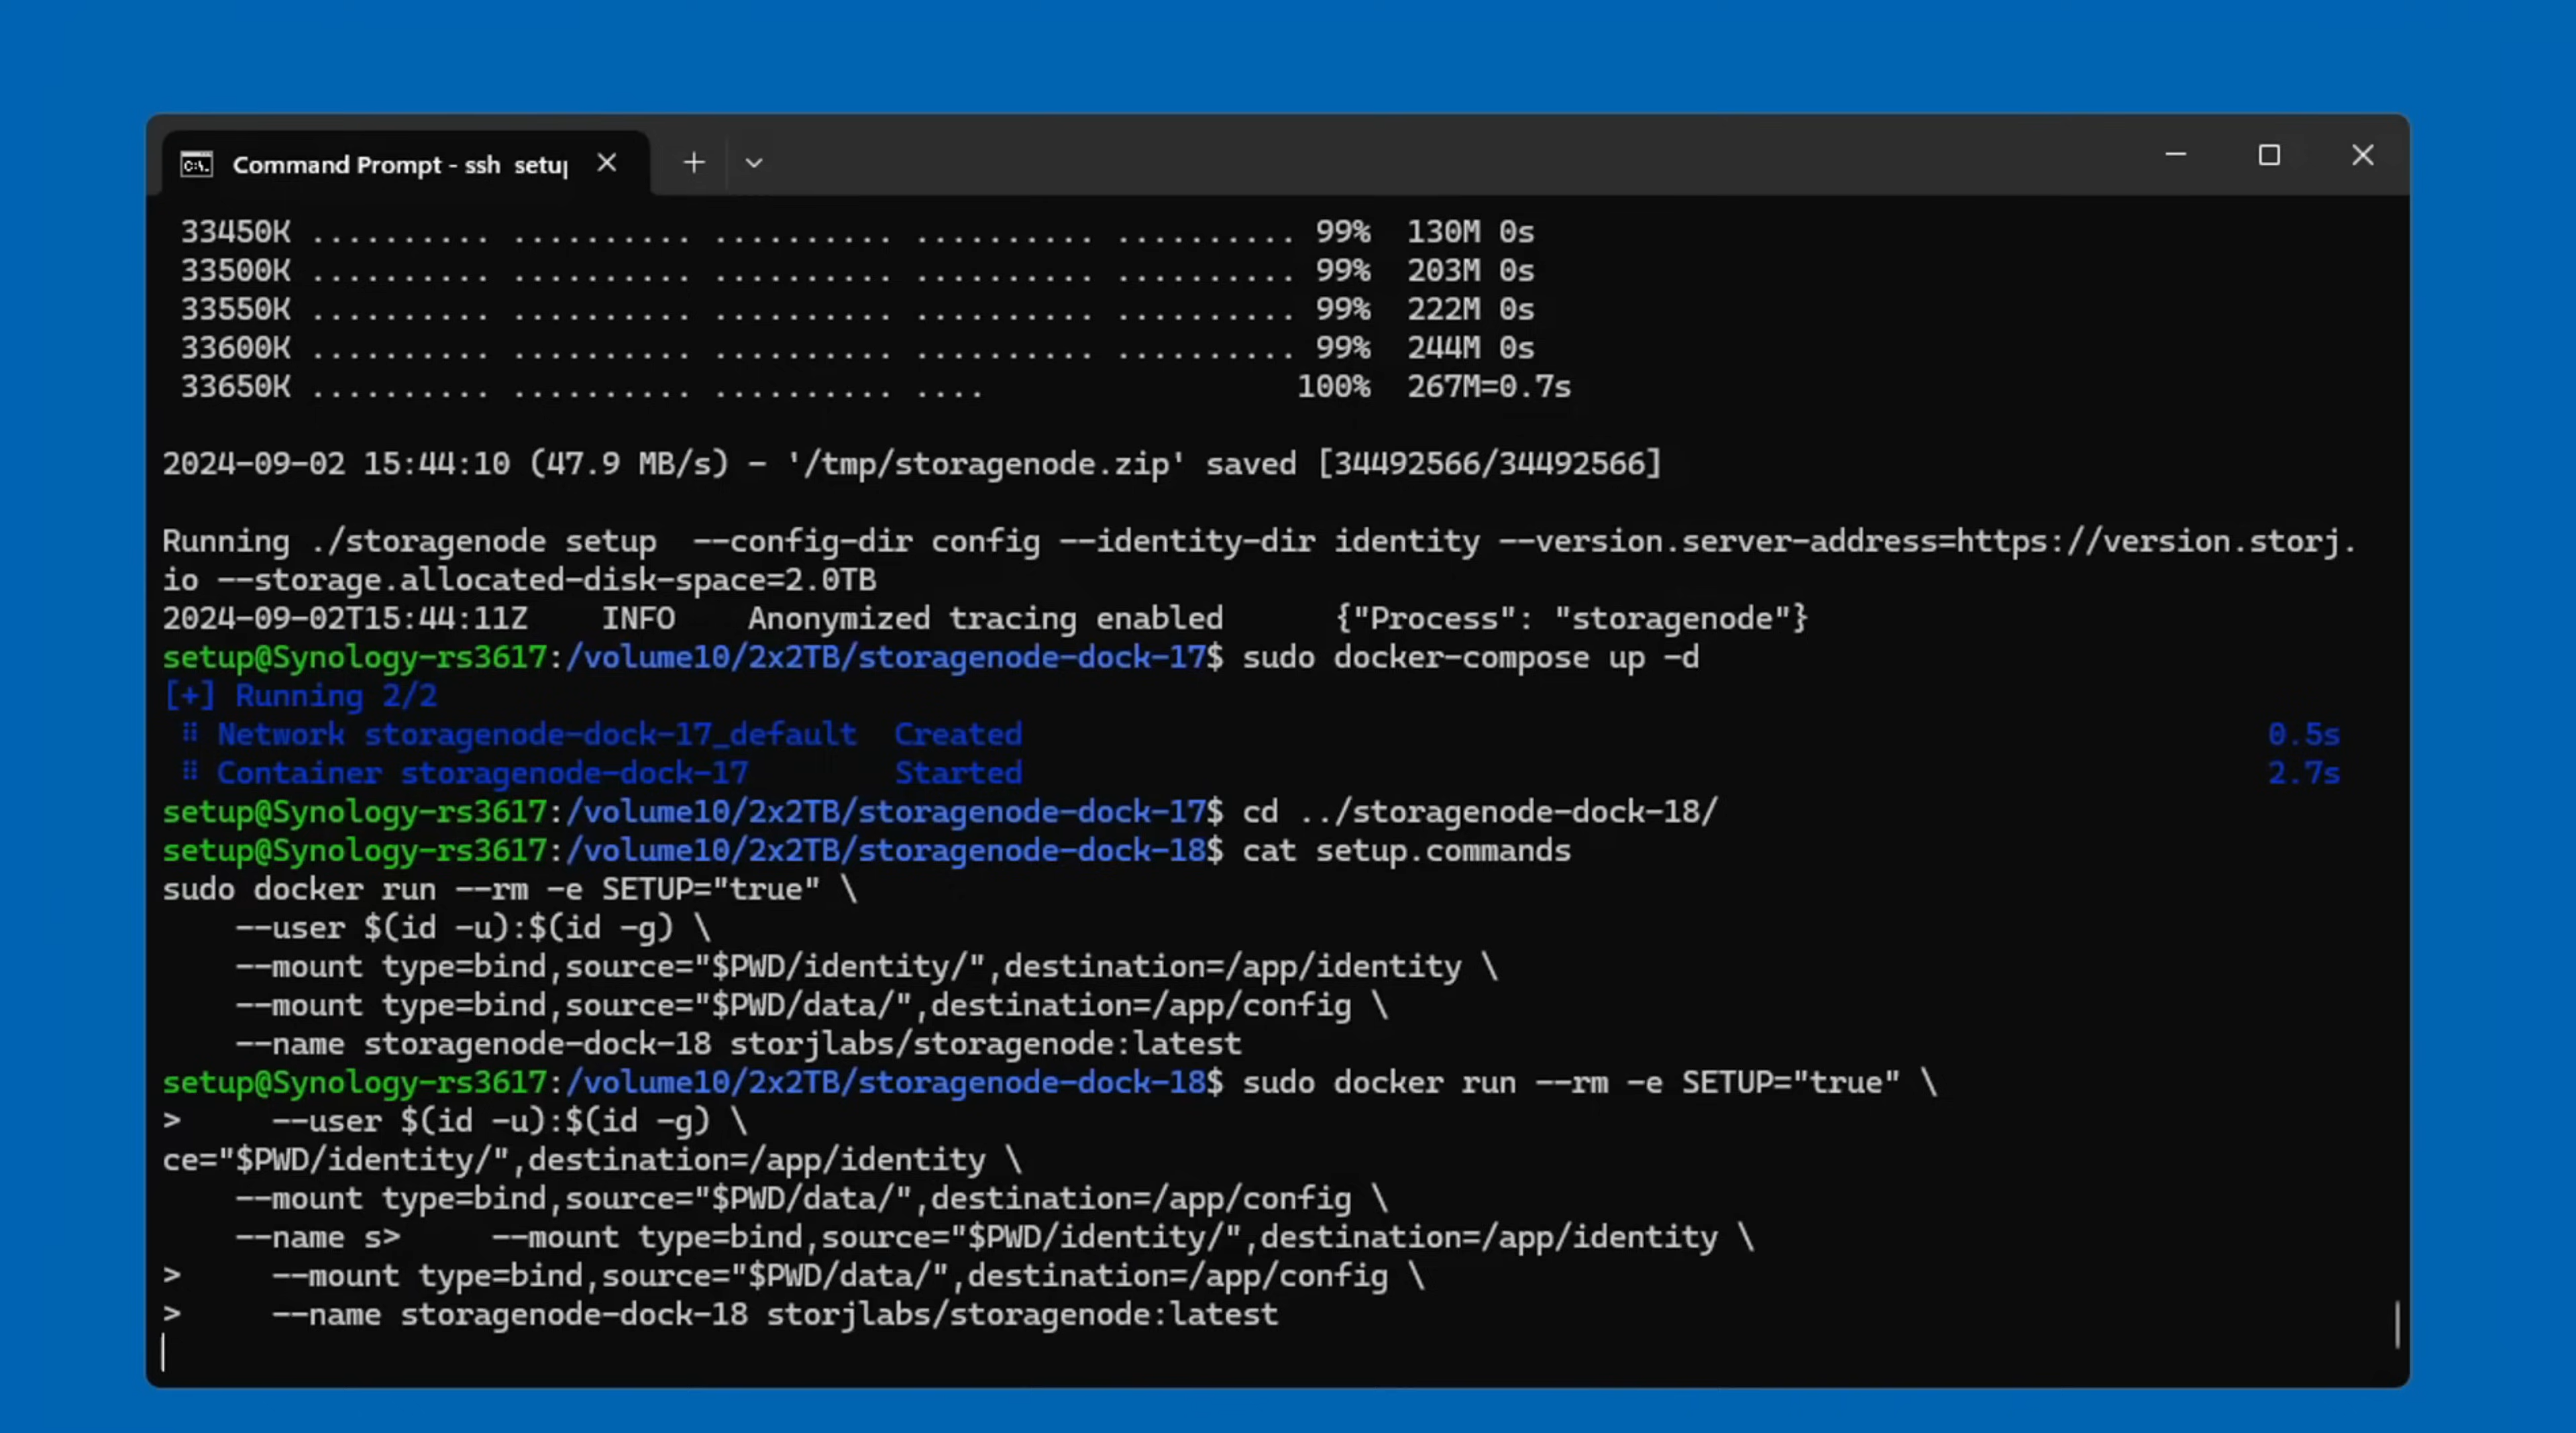 Command Prompt - ssh setup
33450K .......... .......... .......... .......... .......... 99% 130M 0s
33500K .......... .......... .......... .......... .......... 99% 203M 0s
33550K .......... .......... .......... .......... .......... 99% 222M 0s
33600K .......... .......... .......... .......... .......... 99% 244M 0s
33650K .......... .......... .......... .... 100% 267M=0.7s
2024-09-02 15:44:10 (47.9 MB/s) - '/tmp/storagenode.zip' saved [34492566/34492566]
Running ./storagenode setup --config-dir config --identity-dir identity --version.server-address=https://version.storj.
io --storage.allocated-disk-space=2.0TB
2024-09-02T15:44:11Z INFO Anonymized tracing enabled {"Process": "storagenode"}
setup@Synology-rs3617:/volume10/2x2TB/storagenode-dock-17$ sudo docker-compose up -d
[+] Running 2/2
⠿ Network storagenode-dock-17_default Created 0.5s
⠿ Container storagenode-dock-17 Started 2.7s
setup@Synology-rs3617:/volume10/2x2TB/storagenode-dock-17$ cd ../storagenode-dock-18/
setup@Synology-rs3617:/volume10/2x2TB/storagenode-dock-18$ cat setup.commands
sudo docker run --rm -e SETUP="true" \
--user $(id -u):$(id -g) \
--mount type=bind,source="$PWD/identity/",destination=/app/identity \
--mount type=bind,source="$PWD/data/",destination=/app/config \
--name storagenode-dock-18 storjlabs/storagenode:latest
setup@Synology-rs3617:/volume10/2x2TB/storagenode-dock-18$ sudo docker run --rm -e SETUP="true" \
> --user $(id -u):$(id -g) \
ce="$PWD/identity/",destination=/app/identity \
--mount type=bind,source="$PWD/data/",destination=/app/config \
--name s> --mount type=bind,source="$PWD/identity/",destination=/app/identity \
> --mount type=bind,source="$PWD/data/",destination=/app/config \
> --name storagenode-dock-18 storjlabs/storagenode:latest